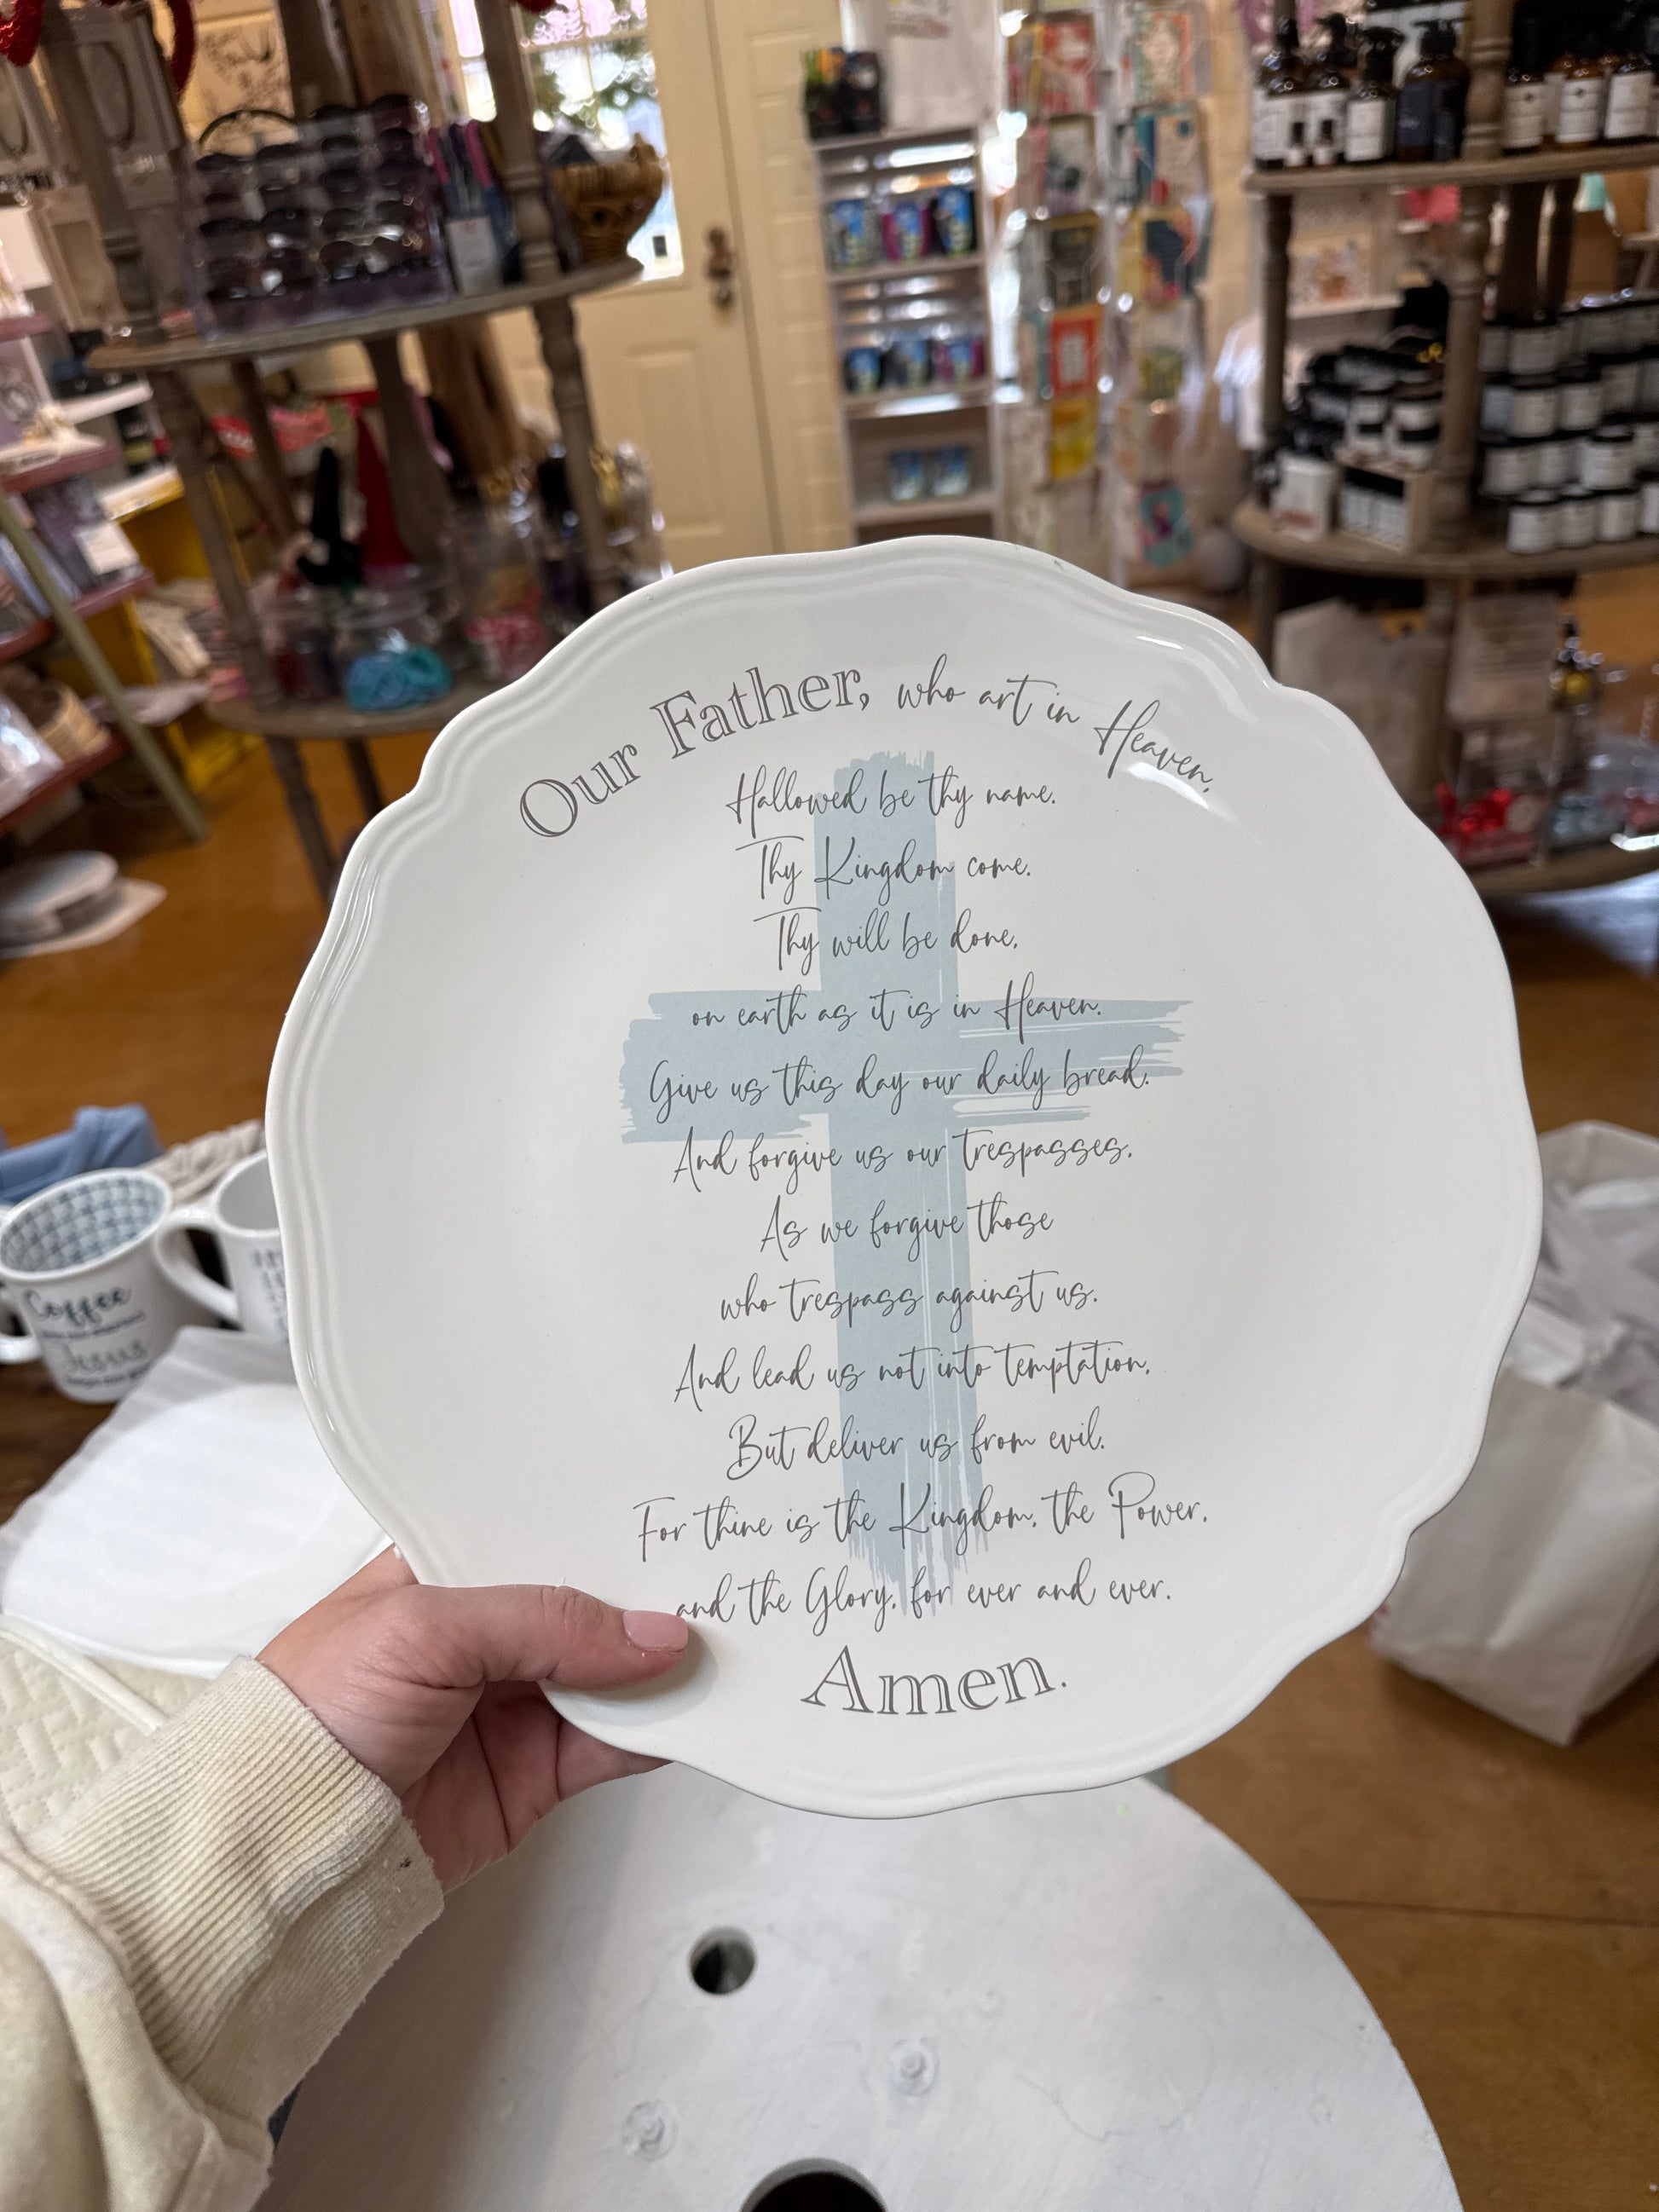 Our Father, who art in Heaven,
Hallowed be thy name.
Thy Kingdom come.
Thy will be done,
on earth as it is in Heaven.
Give us this day our daily bread.
And forgive us our trespasses,
As we forgive those
who trespass against us.
And lead us not into temptation,
But deliver us from evil.
For thine is the Kingdom, the Power,
and the Glory, for ever and ever.
Amen.
Coffee
Jesus